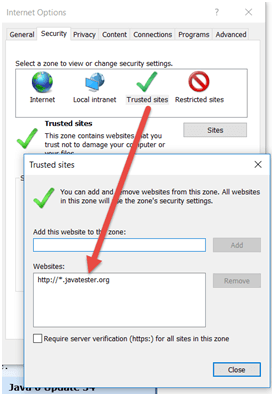 Internet Options
General Security Privacy Content Connections Programs Advanced
Select a zone to view or change security settings.
Internet Local intranet Trusted sites Restricted sites
Trusted sites
This zone contains websites that you
trust not to damage your computer or
your files.
Sites
Trusted sites
You can add and remove websites from this zone. All websites
in this zone will use the zone's security settings.
Add this website to the zone:
Add
Websites:
http://*.javatester.org
Remove
Require server verification (https:) for all sites in this zone
Close